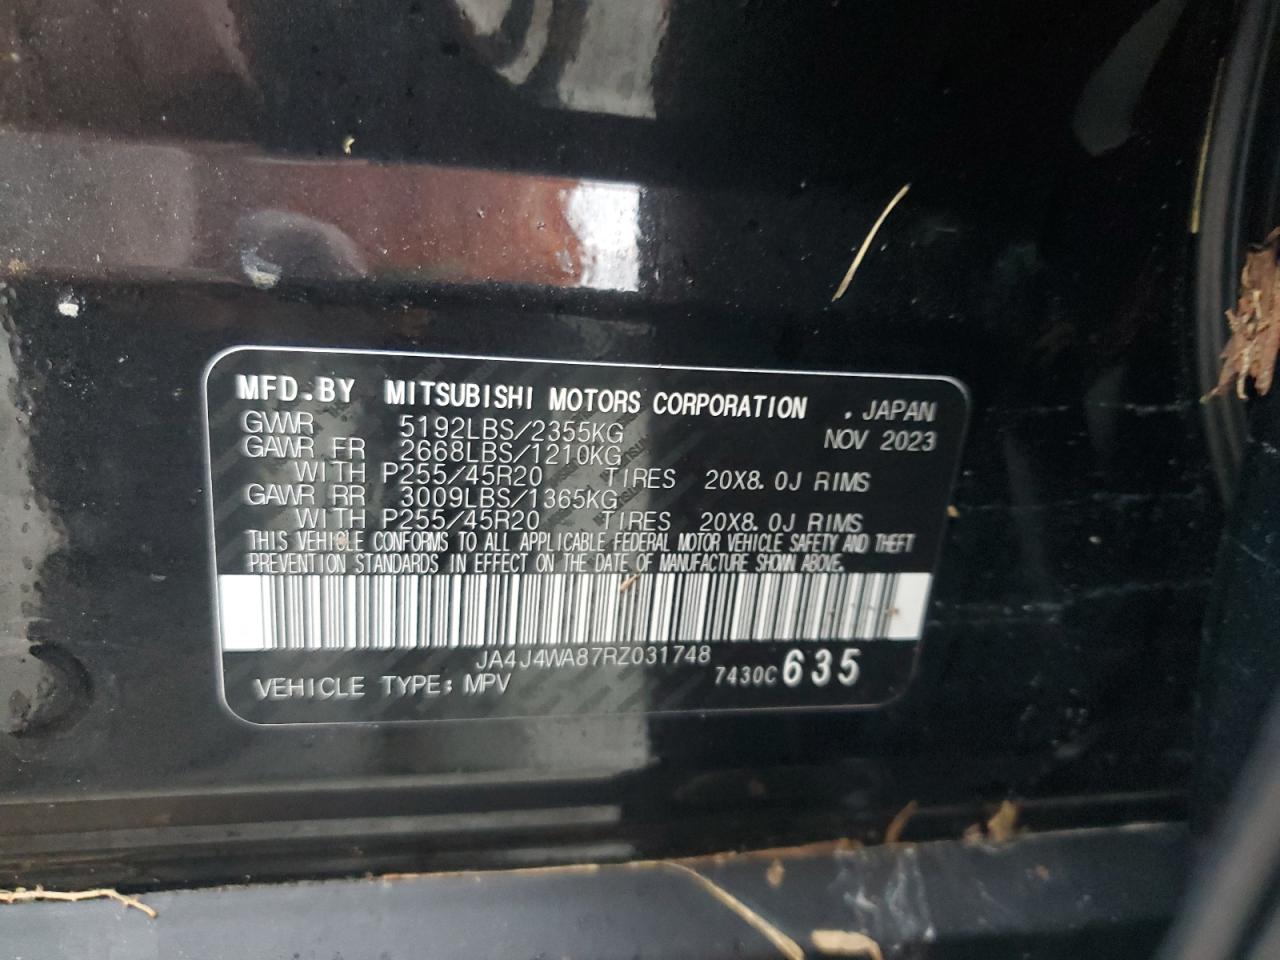 MFD.BY MITSUBISHI MOTORS CORPORATION . JAPAN
GVWR 5192LBS/2355KG NOV 2023
GAWR FR 2668LBS/1210KG
WITH P255/45R20 TIRES 20X8.0J RIMS
GAWR RR 3009LBS/1365KG
WITH P255/45R20 TIRES 20X8.0J RIMS
THIS VEHICLE CONFORMS TO ALL APPLICABLE FEDERAL MOTOR VEHICLE SAFETY AND THEFT
PREVENTION STANDARDS IN EFFECT ON THE DATE OF MANUFACTURE SHOWN ABOVE.
JA4J4WA87RZ031748
VEHICLE TYPE: MPV 7430C 635